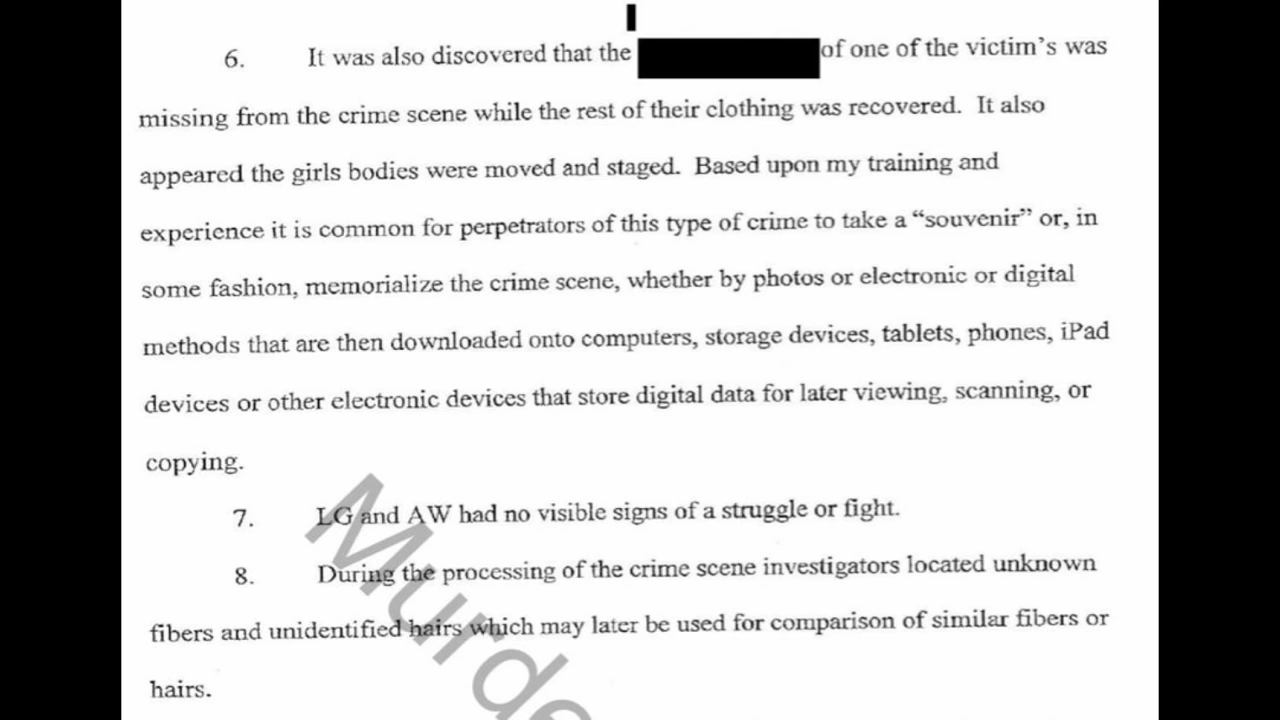 6. It was also discovered that the of one of the victim's was
missing from the crime scene while the rest of their clothing was recovered. It also
appeared the girls bodies were moved and staged. Based upon my training and
experience it is common for perpetrators of this type of crime to take a “souvenir” or, in
some fashion, memorialize the crime scene, whether by photos or electronic or digital
methods that are then downloaded onto computers, storage devices, tablets, phones, iPad
devices or other electronic devices that store digital data for later viewing, scanning, or
copying.
7. LG and AW had no visible signs of a struggle or fight.
8. During the processing of the crime scene investigators located unknown
fibers and unidentified hairs which may later be used for comparison of similar fibers or
hairs.
Murde